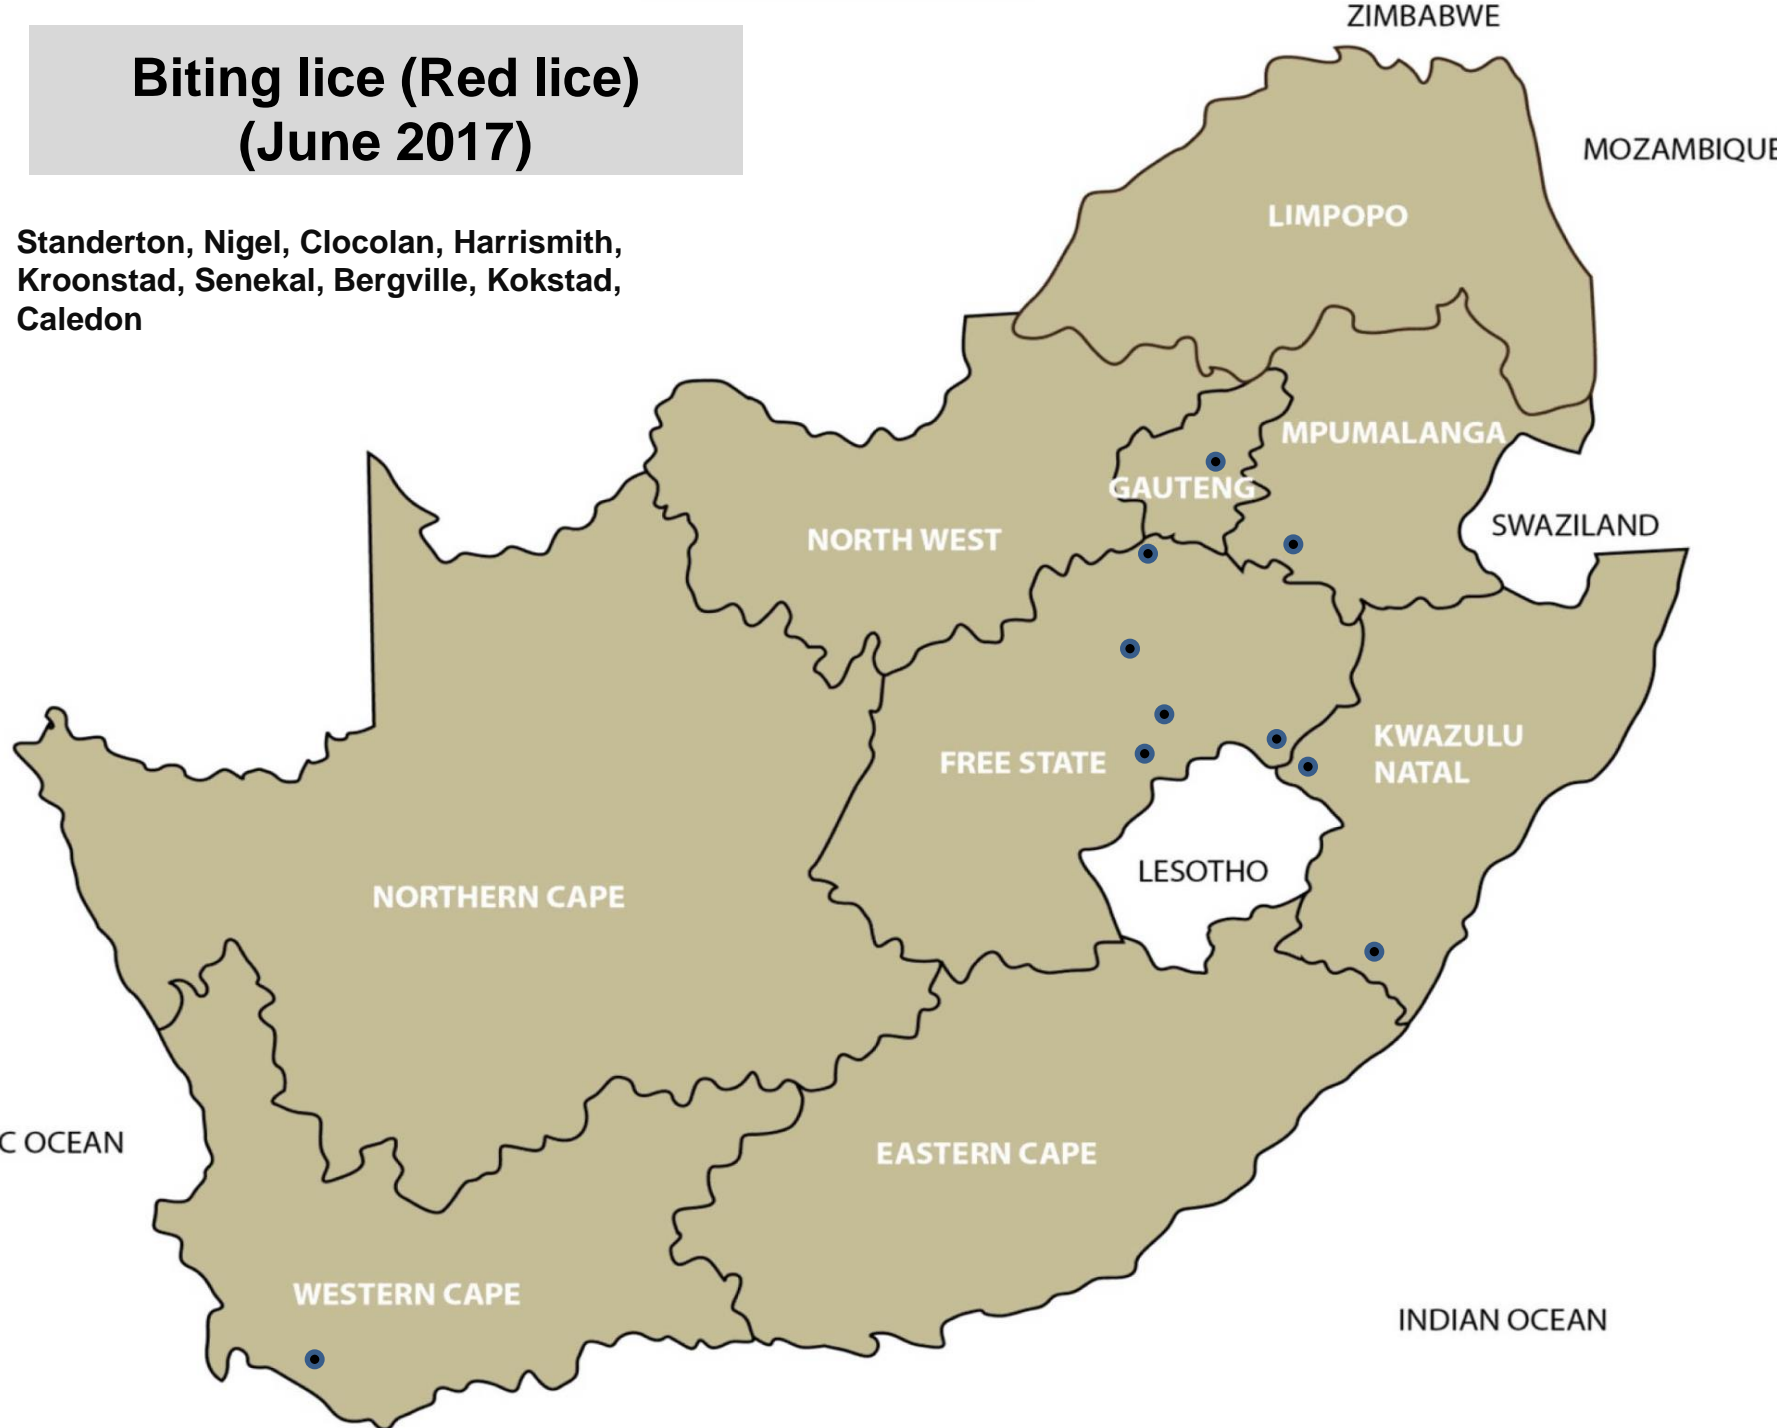 Biting lice (Red lice)
(June 2017)
Standerton, Nigel, Clocolan, Harrismith,
Kroonstad, Senekal, Bergville, Kokstad,
Caledon
ZIMBABWE
MOZAMBIQUE
LIMPOPO
MPUMALANGA
GAUTENG
SWAZILAND
NORTH WEST
KWAZULU
NATAL
FREE STATE
LESOTHO
NORTHERN CAPE
C OCEAN
EASTERN CAPE
WESTERN CAPE
INDIAN OCEAN